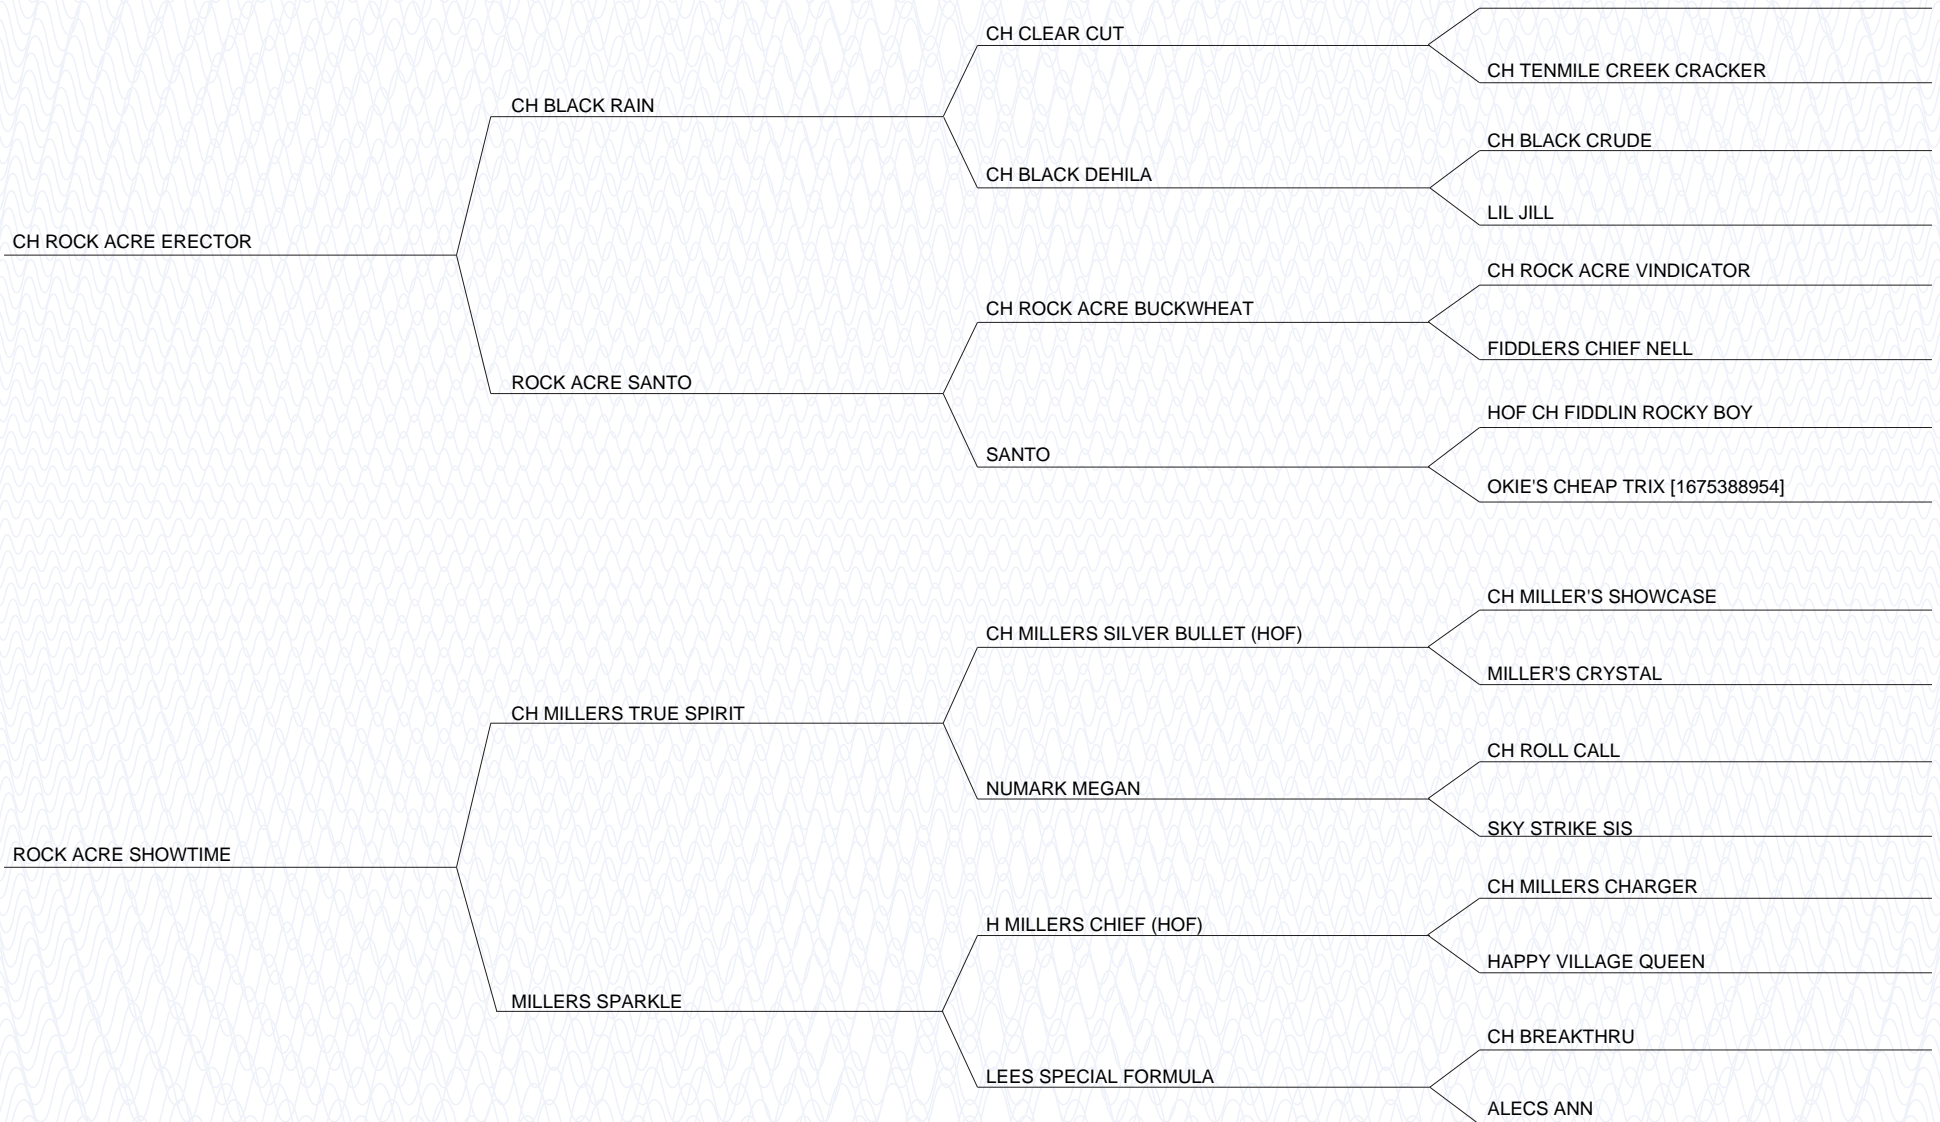 CH CLEAR CUT
CH TENMILE CREEK CRACKER
CH BLACK RAIN
CH BLACK CRUDE
CH BLACK DEHILA
LIL JILL
CH ROCK ACRE ERECTOR
CH ROCK ACRE VINDICATOR
CH ROCK ACRE BUCKWHEAT
FIDDLERS CHIEF NELL
ROCK ACRE SANTO
HOF CH FIDDLIN ROCKY BOY
SANTO
OKIE'S CHEAP TRIX [1675388954]
CH MILLER'S SHOWCASE
CH MILLERS SILVER BULLET (HOF)
MILLER'S CRYSTAL
CH MILLERS TRUE SPIRIT
CH ROLL CALL
NUMARK MEGAN
SKY STRIKE SIS
ROCK ACRE SHOWTIME
CH MILLERS CHARGER
H MILLERS CHIEF (HOF)
HAPPY VILLAGE QUEEN
MILLERS SPARKLE
CH BREAKTHRU
LEES SPECIAL FORMULA
ALECS ANN